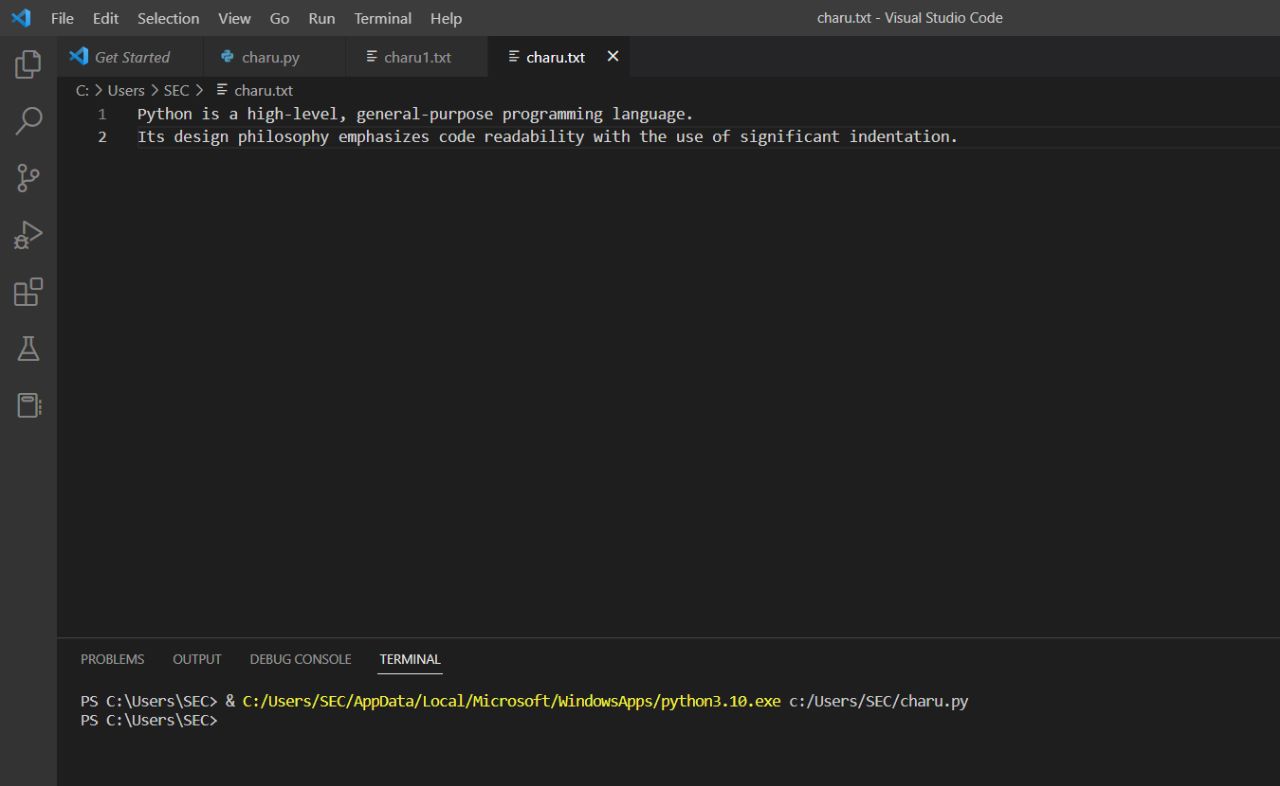 File Edit Selection View Go Run Terminal Help charu.txt - Visual Studio Code
Get Started charu.py charu1.txt charu.txt
C: > Users > SEC > charu.txt
1 Python is a high-level, general-purpose programming language.
2 Its design philosophy emphasizes code readability with the use of significant indentation.
PROBLEMS OUTPUT DEBUG CONSOLE TERMINAL
PS C:\Users\SEC> & C:/Users/SEC/AppData/Local/Microsoft/WindowsApps/python3.10.exe c:/Users/SEC/charu.py
PS C:\Users\SEC>